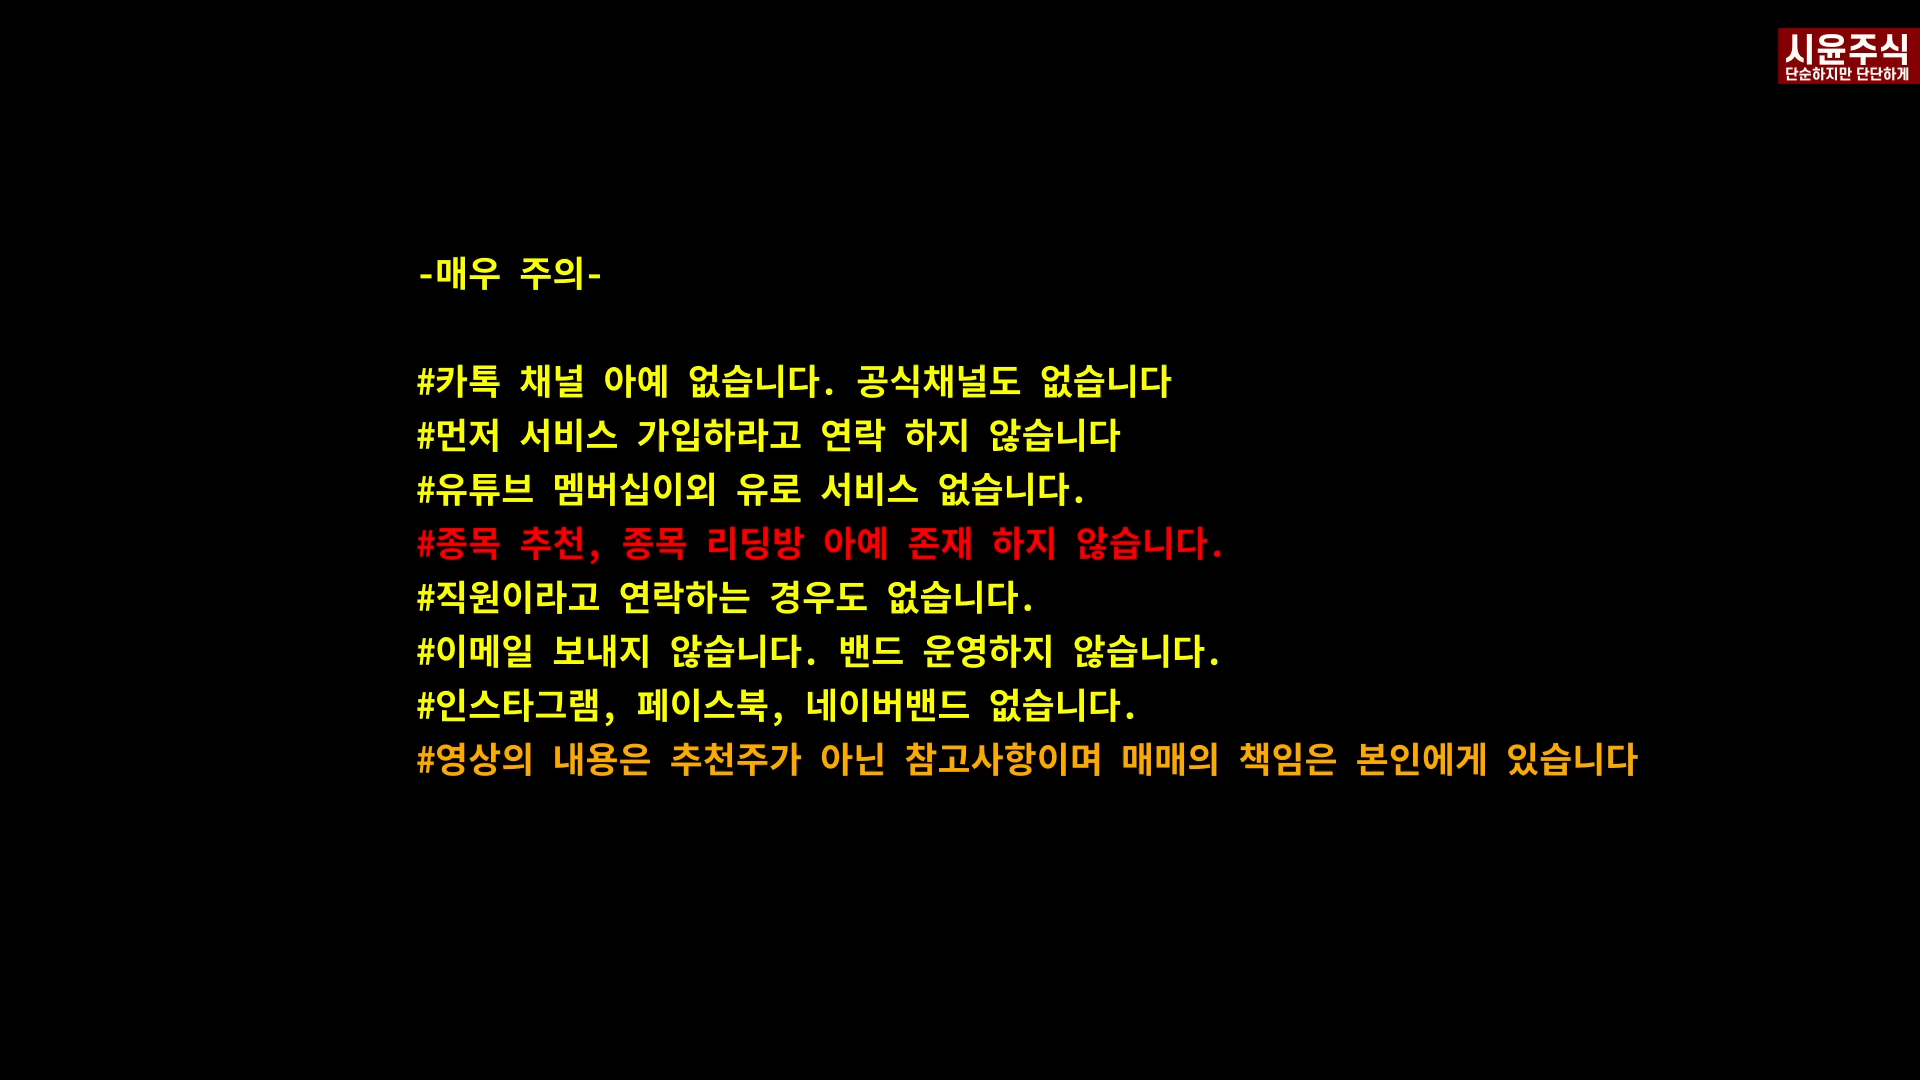 시윤주식
단순하지만 단단하게
-매우 주의-
#카톡 채널 아예 없습니다. 공식채널도 없습니다
#먼저 서비스 가입하라고 연락 하지 않습니다
#유튜브 멤버십이외 유로 서비스 없습니다.
#종목 추천, 종목 리딩방 아예 존재 하지 않습니다.
#직원이라고 연락하는 경우도 없습니다.
#이메일 보내지 않습니다. 밴드 운영하지 않습니다.
#인스타그램, 페이스북, 네이버밴드 없습니다.
#영상의 내용은 추천주가 아닌 참고사항이며 매매의 책임은 본인에게 있습니다